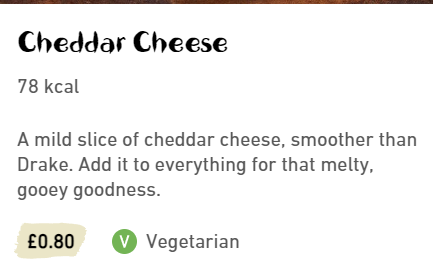 Cheddar Cheese
78 kcal
A mild slice of cheddar cheese, smoother than
Drake. Add it to everything for that melty,
gooey goodness.
£0.80 V Vegetarian